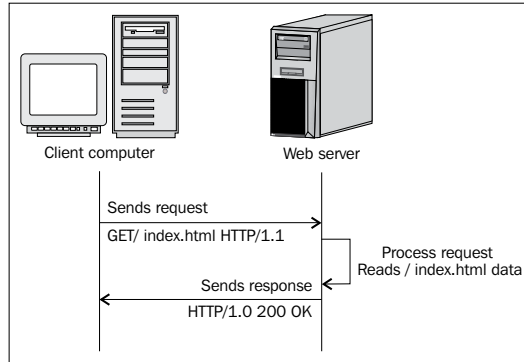 Client computer
Web server
Sends request
GET/ index.html HTTP/1.1
Process request
Reads / index.html data
Sends response
HTTP/1.0 200 OK